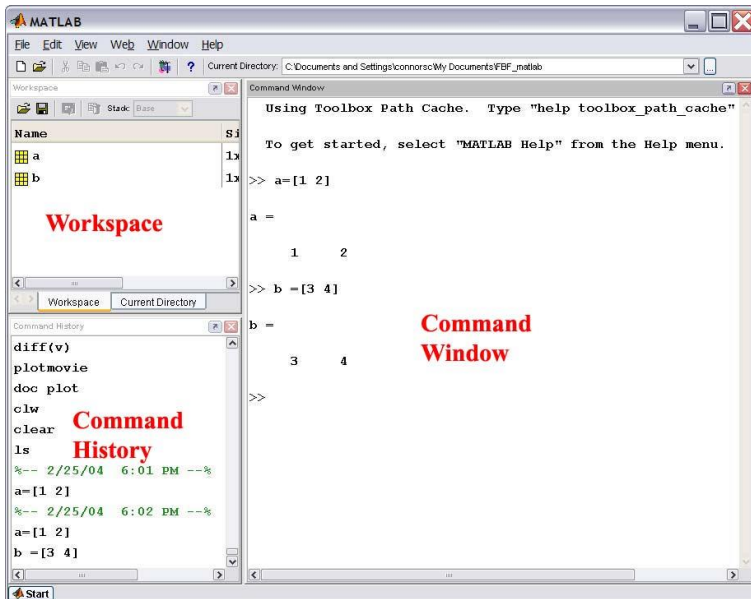 MATLAB
File Edit View Web Window Help
Current Directory: C:\Documents and Settings\connorsc\My Documents\FBF_matlab
Workspace
Stack: Base
Name Si
a 1x
b 1x
Workspace
Workspace Current Directory
Command History
diff(v)
plotmovie
doc plot
clw
clear
ls
%-- 2/25/04 6:01 PM --%
a=[1 2]
%-- 2/25/04 6:02 PM --%
a=[1 2]
b =[3 4]
Command
History
Command Window
Using Toolbox Path Cache. Type "help toolbox_path_cache"
To get started, select "MATLAB Help" from the Help menu.
>> a=[1 2]
a =
1 2
>> b =[3 4]
b =
3 4
>>
Command
Window
Start